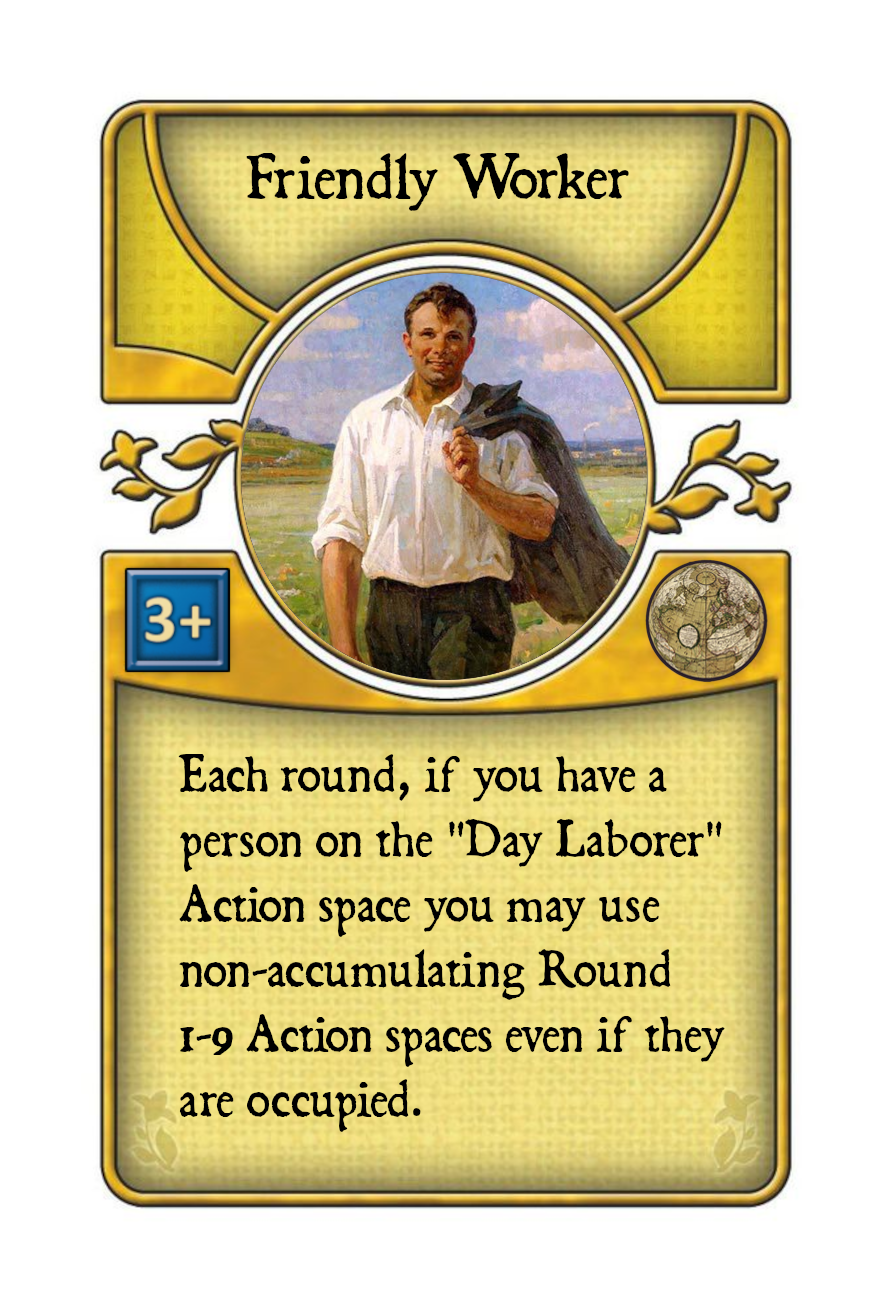 Friendly Worker
3+
Each round, if you have a
person on the "Day Laborer"
Action space you may use
non-accumulating Round
1-9 Action spaces even if they
are occupied.